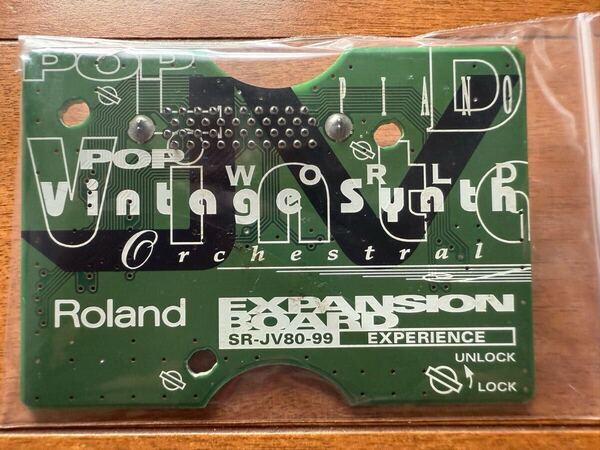 POP
PIANO
POP
WORLD
Vintage Synth
Orchestral
Roland
EXPANSION
BOARD
SR-JV80-99 EXPERIENCE
UNLOCK
LOCK